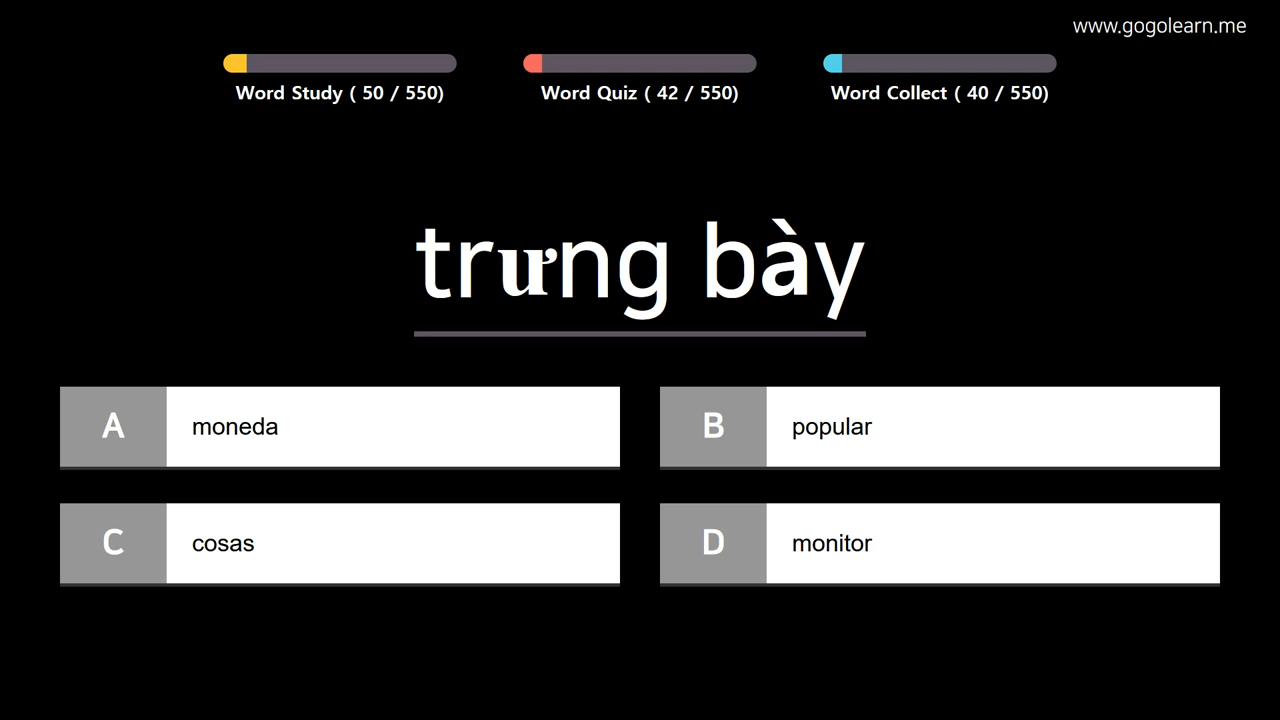 www.gogolearn.me
Word Study ( 50 / 550)
Word Quiz ( 42 / 550)
Word Collect ( 40 / 550)
trưng bày
A moneda
B popular
C cosas
D monitor